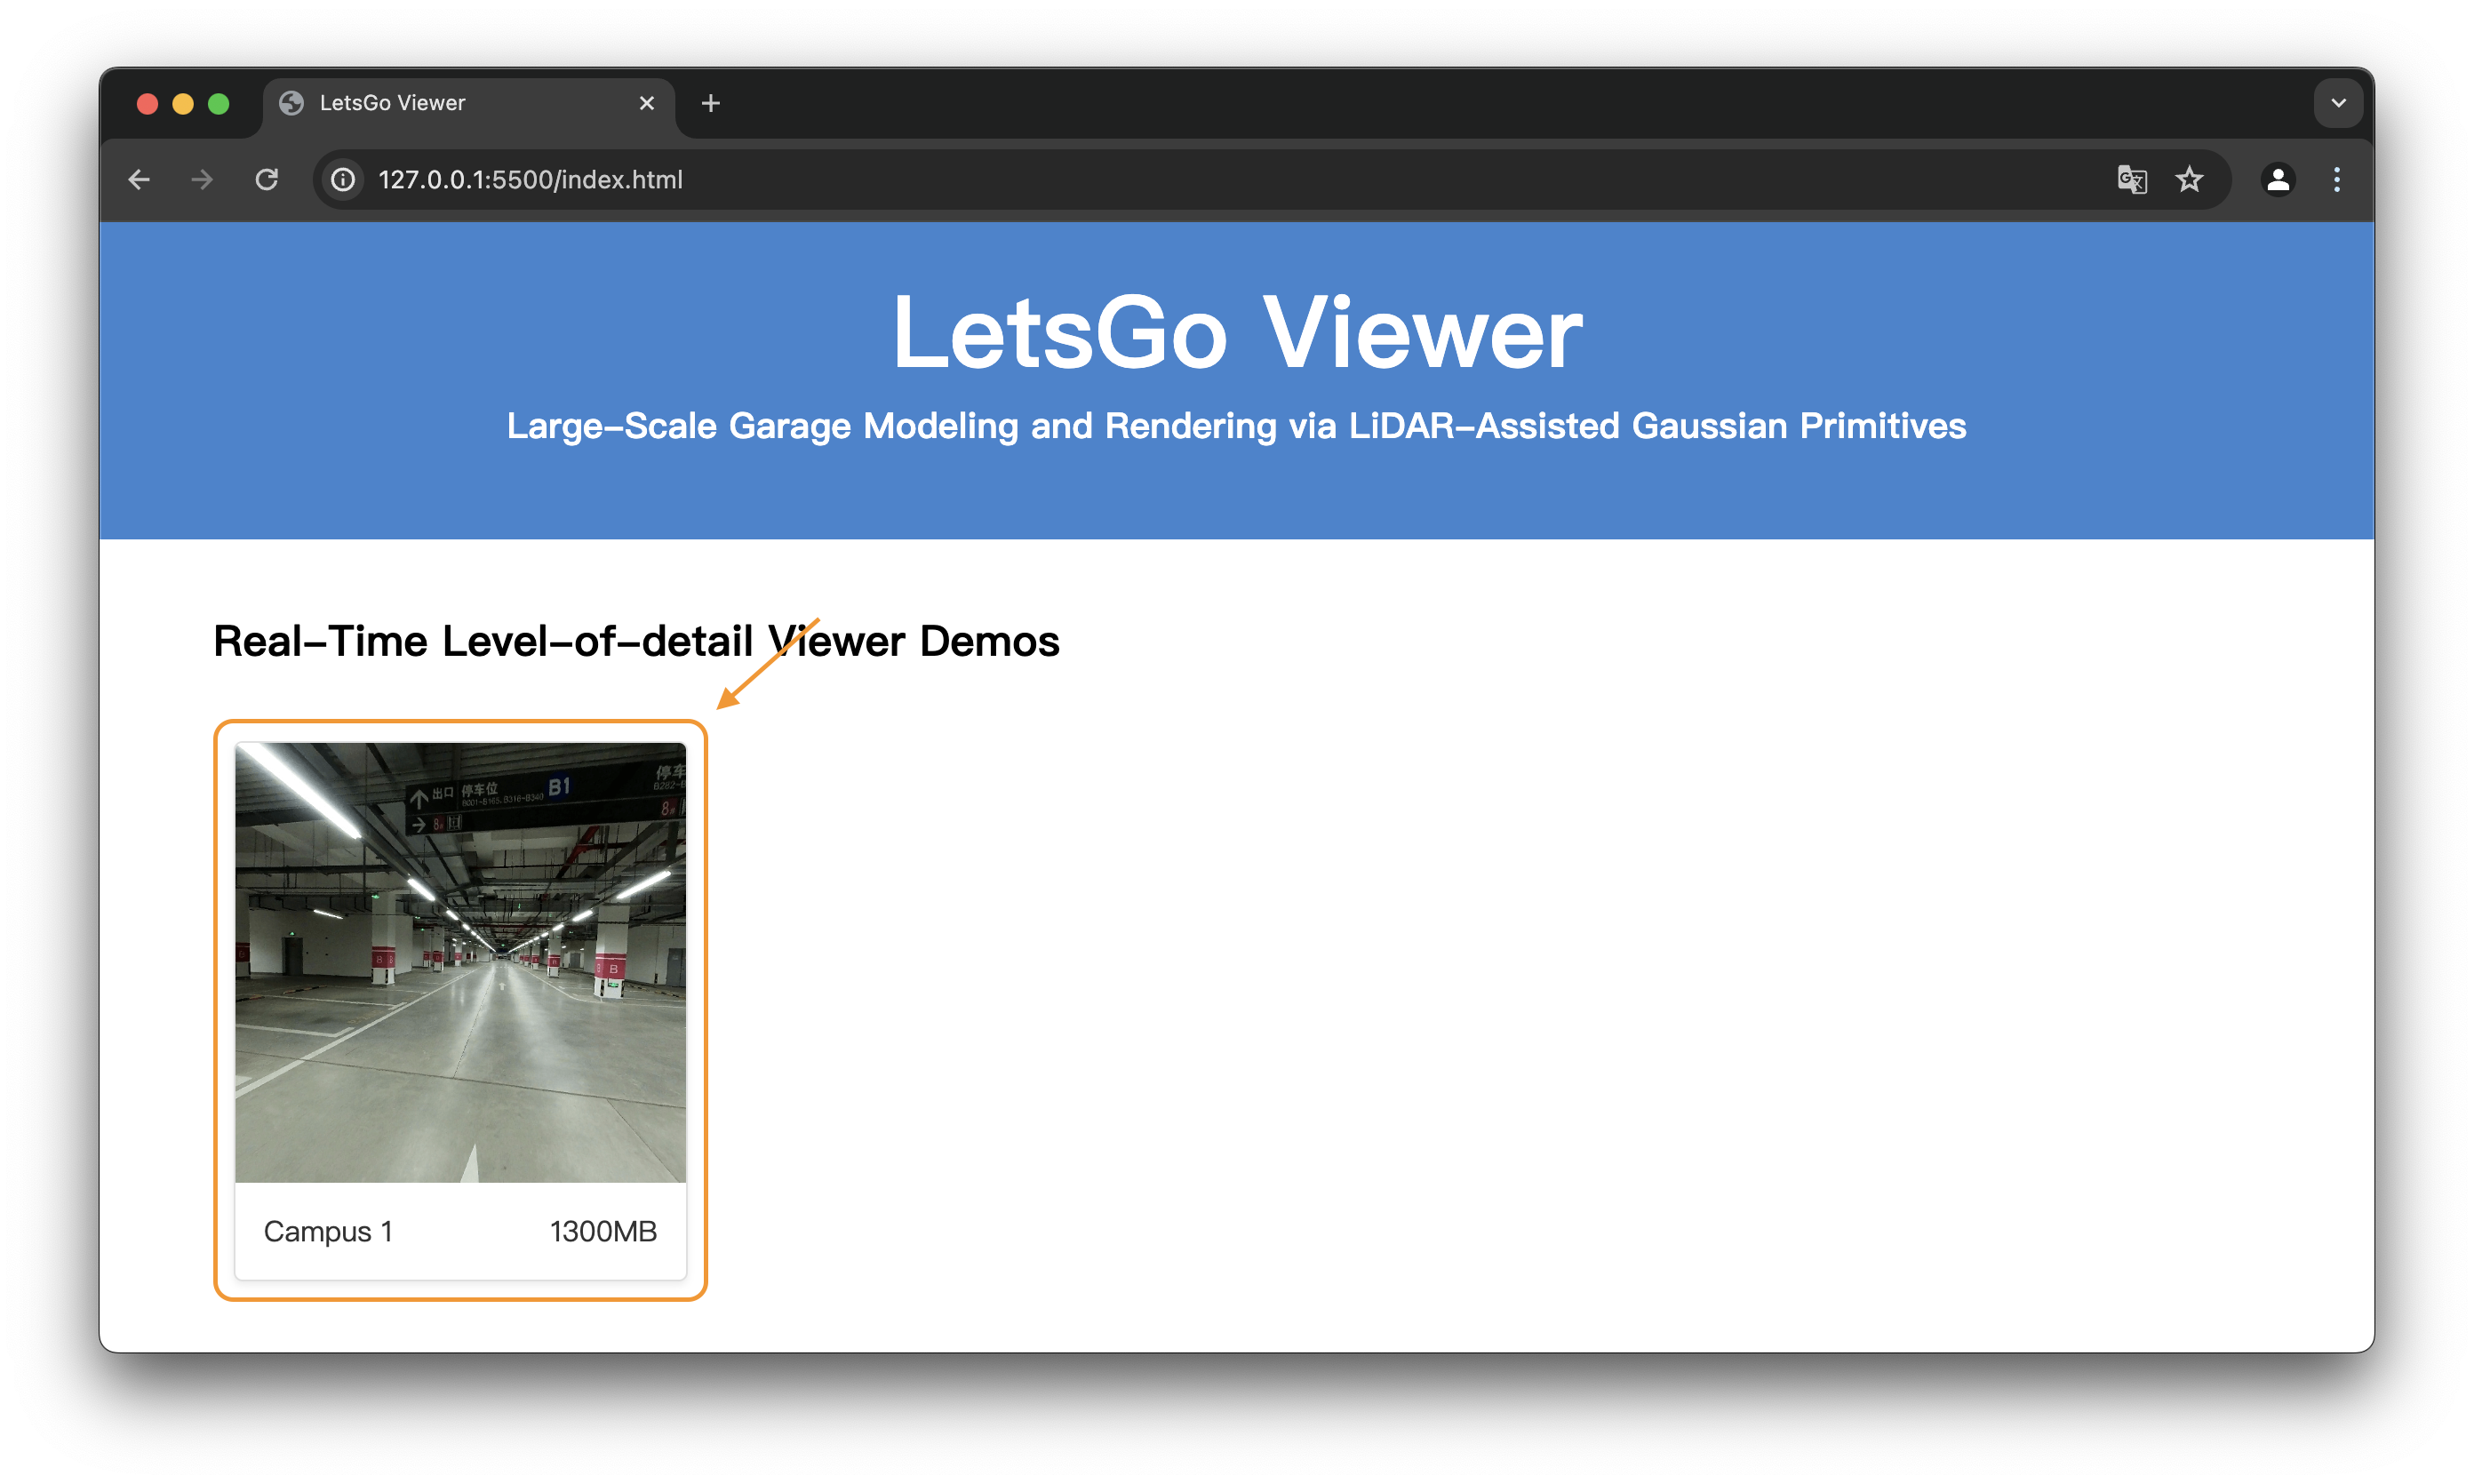 LetsGo Viewer
127.0.0.1:5500/index.html
LetsGo Viewer
Large-Scale Garage Modeling and Rendering via LiDAR-Assisted Gaussian Primitives
Real-Time Level-of-detail Viewer Demos
出口 停车位 B1 停车
B001-B165.B316-B340
8
B
Campus 1 1300MB